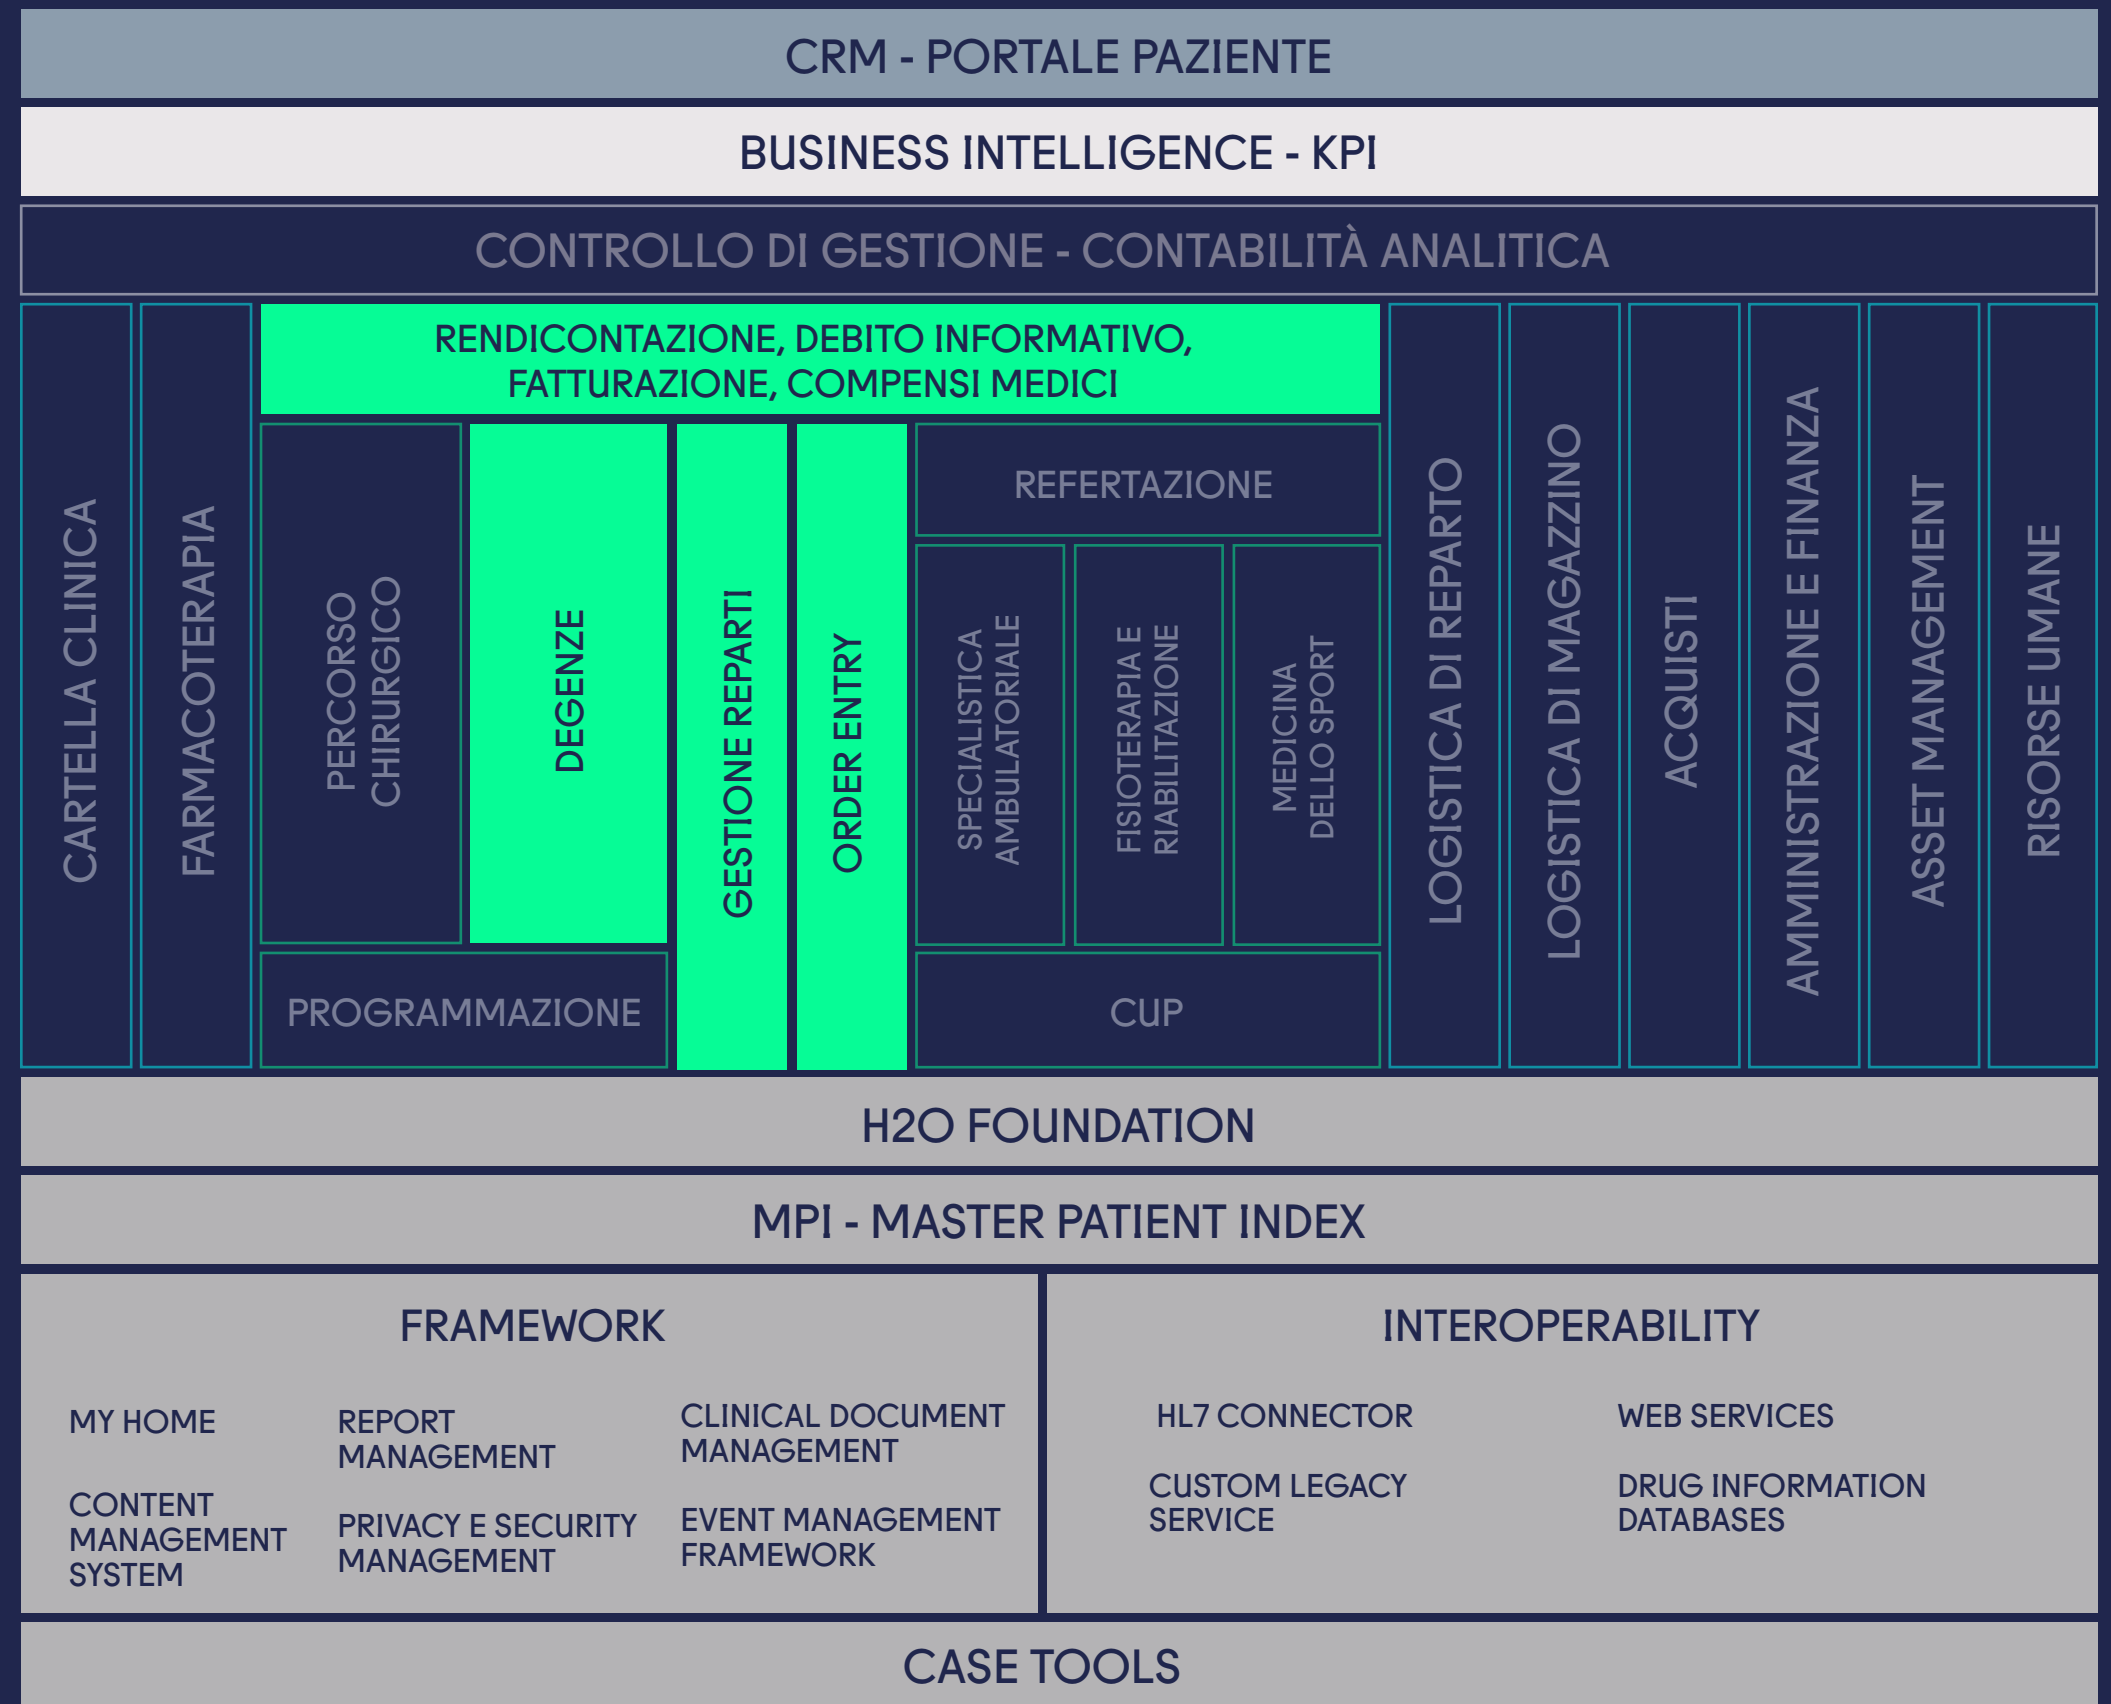 CRM - PORTALE PAZIENTE
BUSINESS INTELLIGENCE - KPI
CONTROLLO DI GESTIONE - CONTABILITÀ ANALITICA
CARTELLA CLINICA
FARMACOTERAPIA
RENDICONTAZIONE, DEBITO INFORMATIVO,
FATTURAZIONE, COMPENSI MEDICI
PERCORSO
CHIRURGICO
DEGENZE
PROGRAMMAZIONE
GESTIONE REPARTI
ORDER ENTRY
REFERTAZIONE
SPECIALISTICA
AMBULATORIALE
FISIOTERAPIA E
RIABILITAZIONE
MEDICINA
DELLO SPORT
CUP
LOGISTICA DI REPARTO
LOGISTICA DI MAGAZZINO
ACQUISTI
AMMINISTRAZIONE E FINANZA
ASSET MANAGEMENT
RISORSE UMANE
H2O FOUNDATION
MPI - MASTER PATIENT INDEX
FRAMEWORK
MY HOME
CONTENT
MANAGEMENT
SYSTEM
REPORT
MANAGEMENT
PRIVACY E SECURITY
MANAGEMENT
CLINICAL DOCUMENT
MANAGEMENT
EVENT MANAGEMENT
FRAMEWORK
INTEROPERABILITY
HL7 CONNECTOR
CUSTOM LEGACY
SERVICE
WEB SERVICES
DRUG INFORMATION
DATABASES
CASE TOOLS